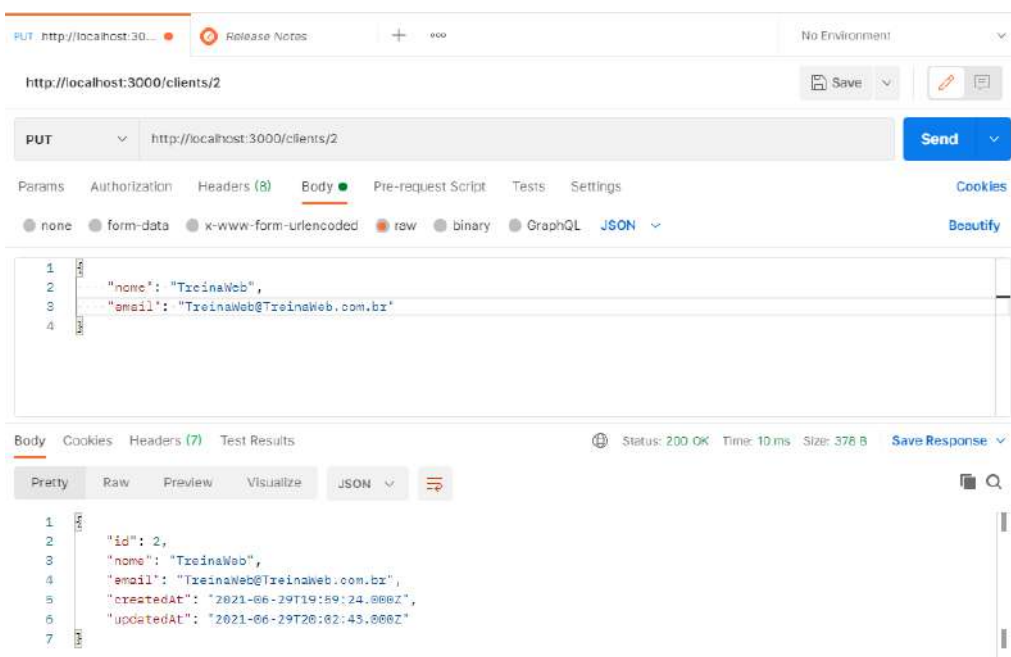 PUT http://localhost:30... Release Notes + ooo No Environment
http://localhost:3000/clients/2 Save
PUT http://localhost:3000/clients/2 Send
Params Authorization Headers (8) Body Pre-request Script Tests Settings Cookies
none form-data x-www-form-urlencoded raw binary GraphQL JSON Beautify
1 {
2 "nome": "TreinaWeb",
3 "email": "TreinaWeb@TreinaWeb.com.br"
4 }
Body Cookies Headers (7) Test Results Status: 200 OK Time: 10 ms Size: 378 B Save Response
Pretty Raw Preview Visualize JSON
1 {
2 "id": 2,
3 "nome": "TreinaWeb",
4 "email": "TreinaWeb@TreinaWeb.com.br",
5 "createdAt": "2021-06-29T19:59:24.000Z",
6 "updatedAt": "2021-06-29T20:02:43.000Z"
7 }